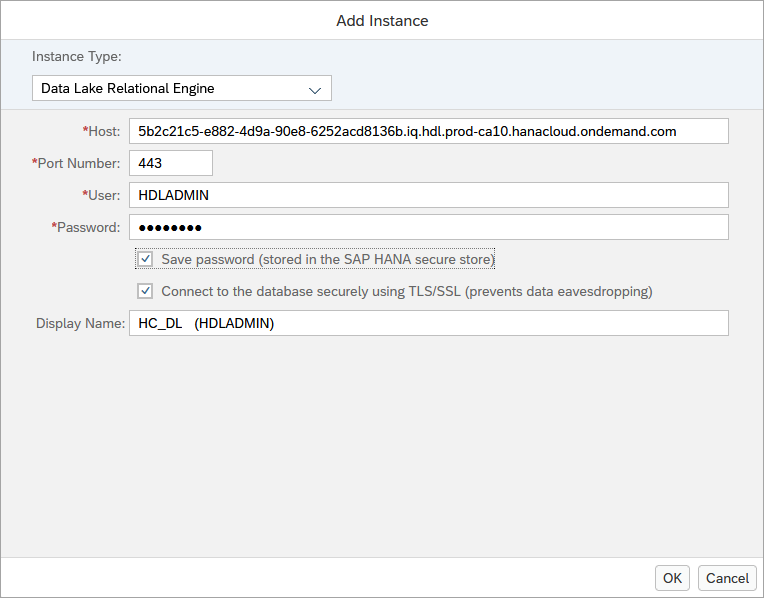 Add Instance
Instance Type:
Data Lake Relational Engine
*Host: 5b2c21c5-e882-4d9a-90e8-6252acd8136b.iq.hdl.prod-ca10.hanacloud.ondemand.com
*Port Number: 443
*User: HDLADMIN
*Password: ●●●●●●●●
Save password (stored in the SAP HANA secure store)
Connect to the database securely using TLS/SSL (prevents data eavesdropping)
Display Name: HC_DL (HDLADMIN)
OK Cancel